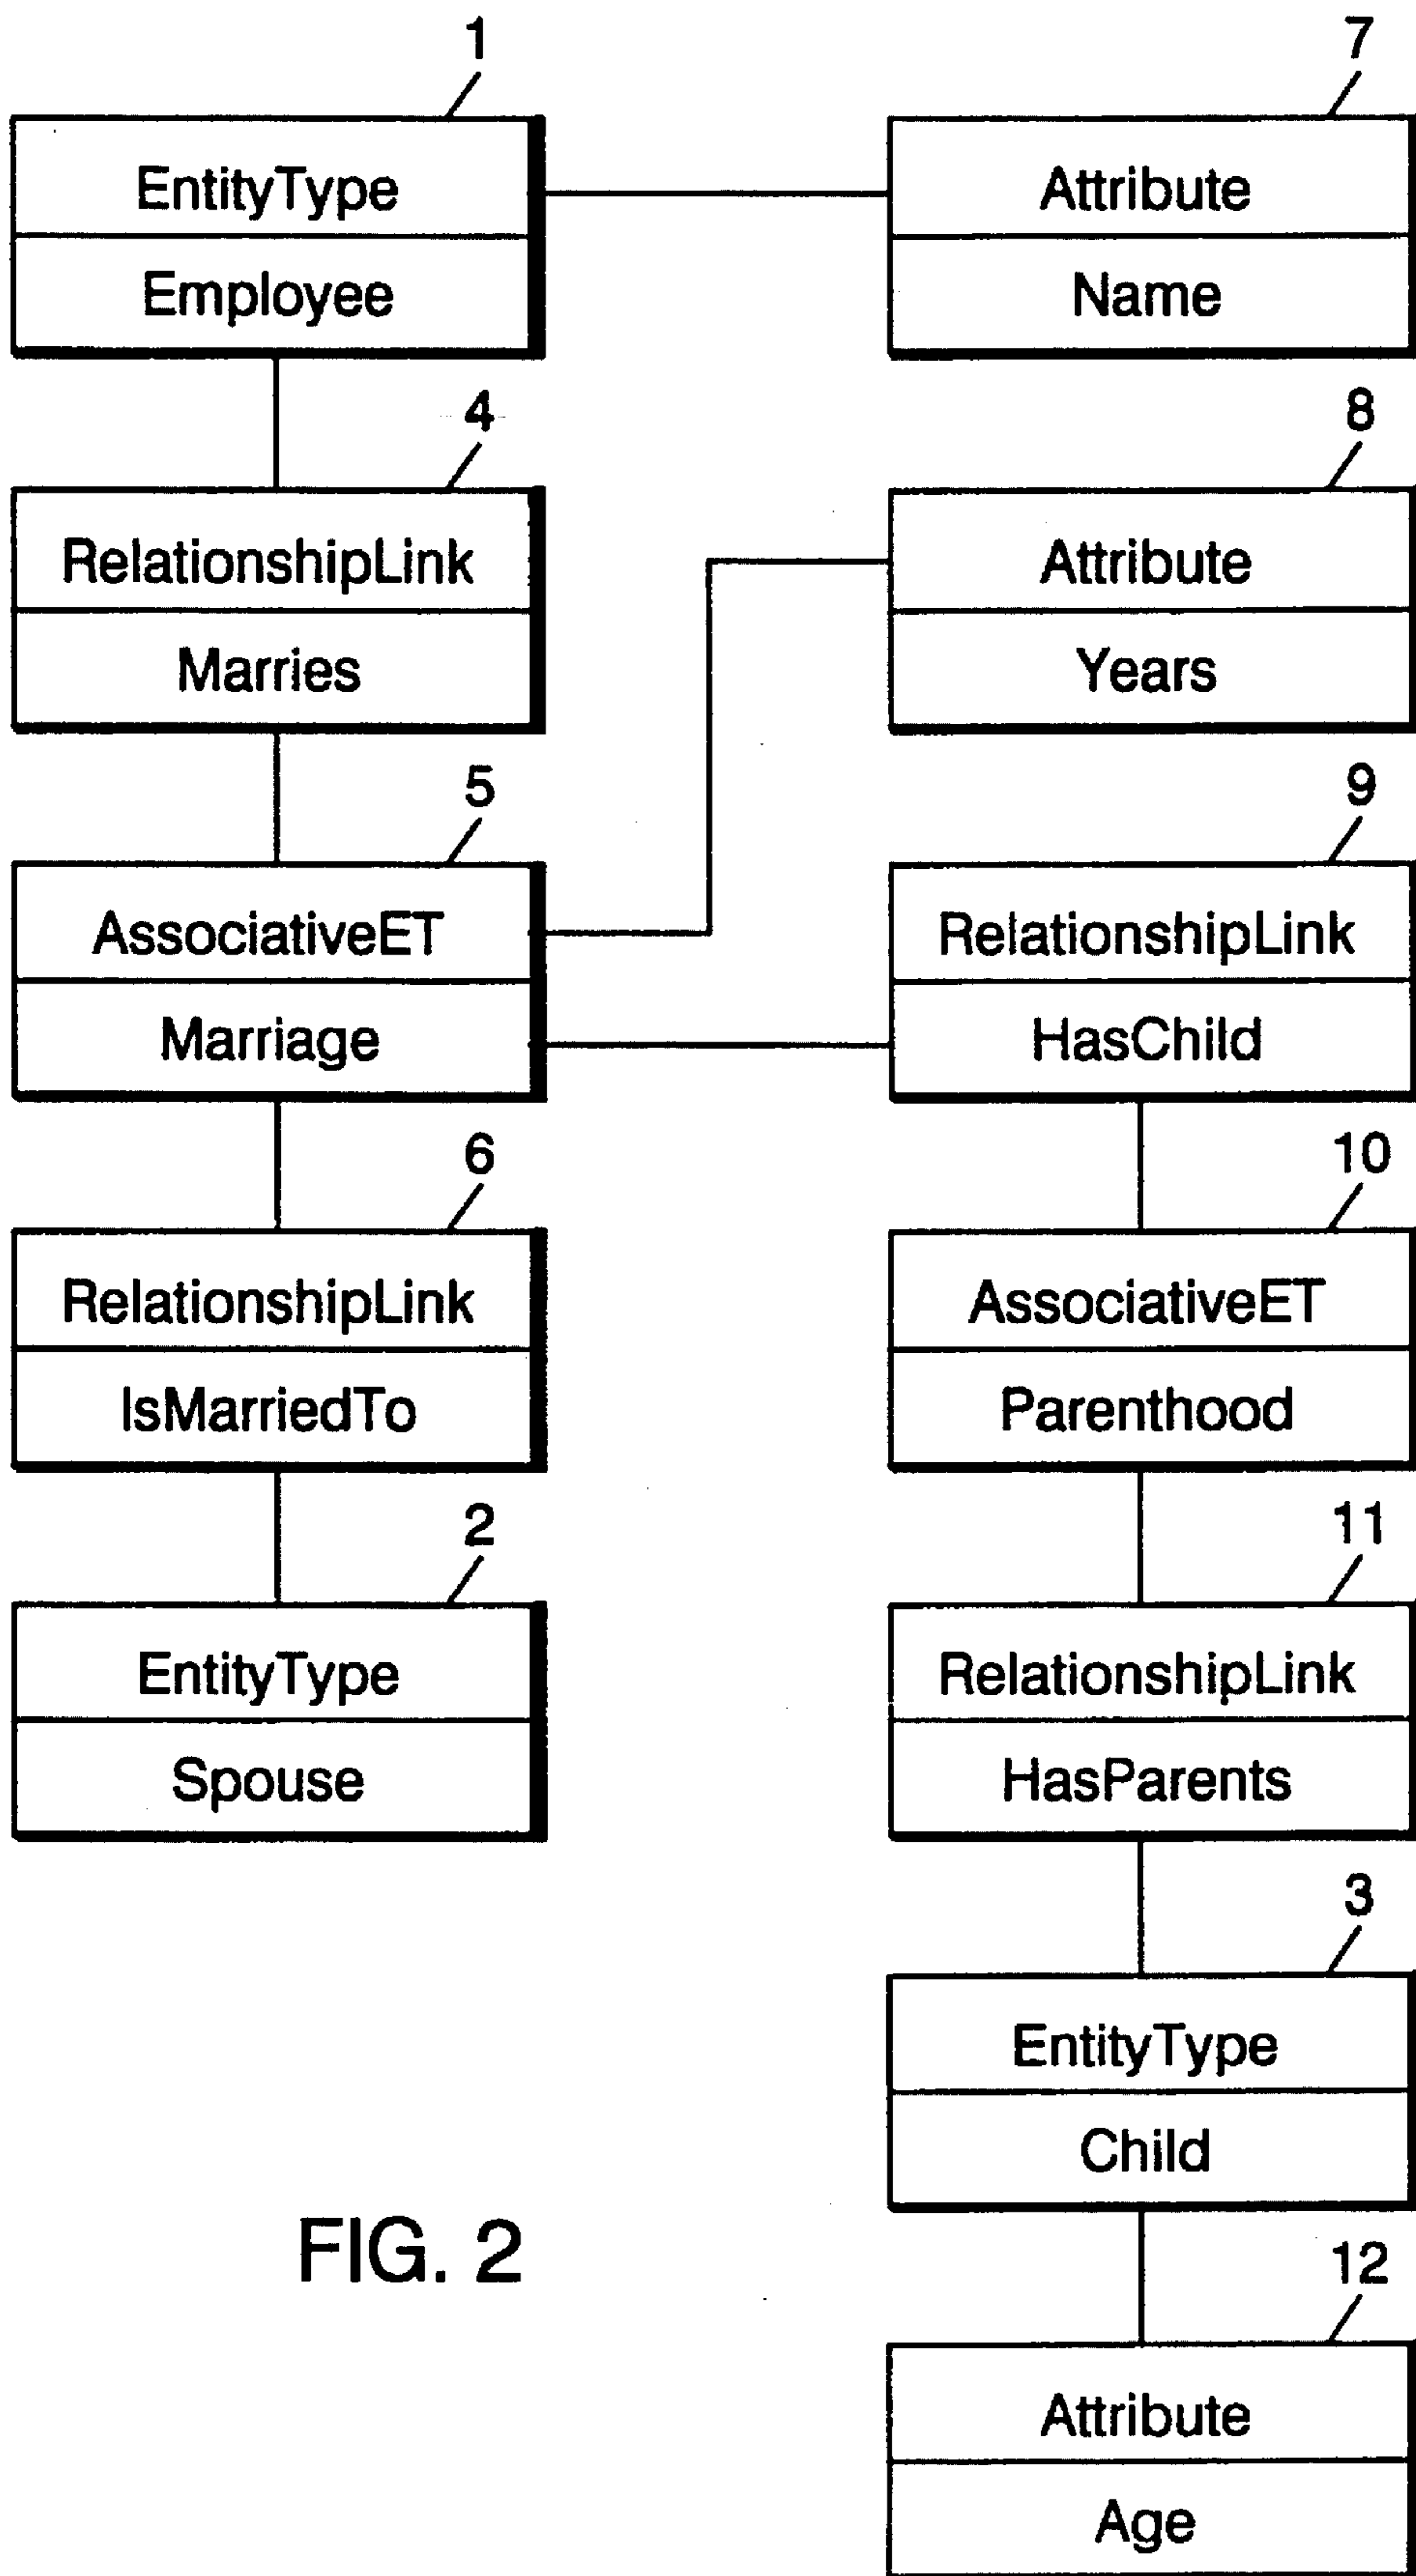 1
EntityType
Employee
4
RelationshipLink
Marries
5
AssociativeET
Marriage
6
RelationshipLink
IsMarriedTo
2
EntityType
Spouse
7
Attribute
Name
8
Attribute
Years
9
RelationshipLink
HasChild
10
AssociativeET
Parenthood
11
RelationshipLink
HasParents
3
EntityType
Child
12
Attribute
Age
FIG. 2